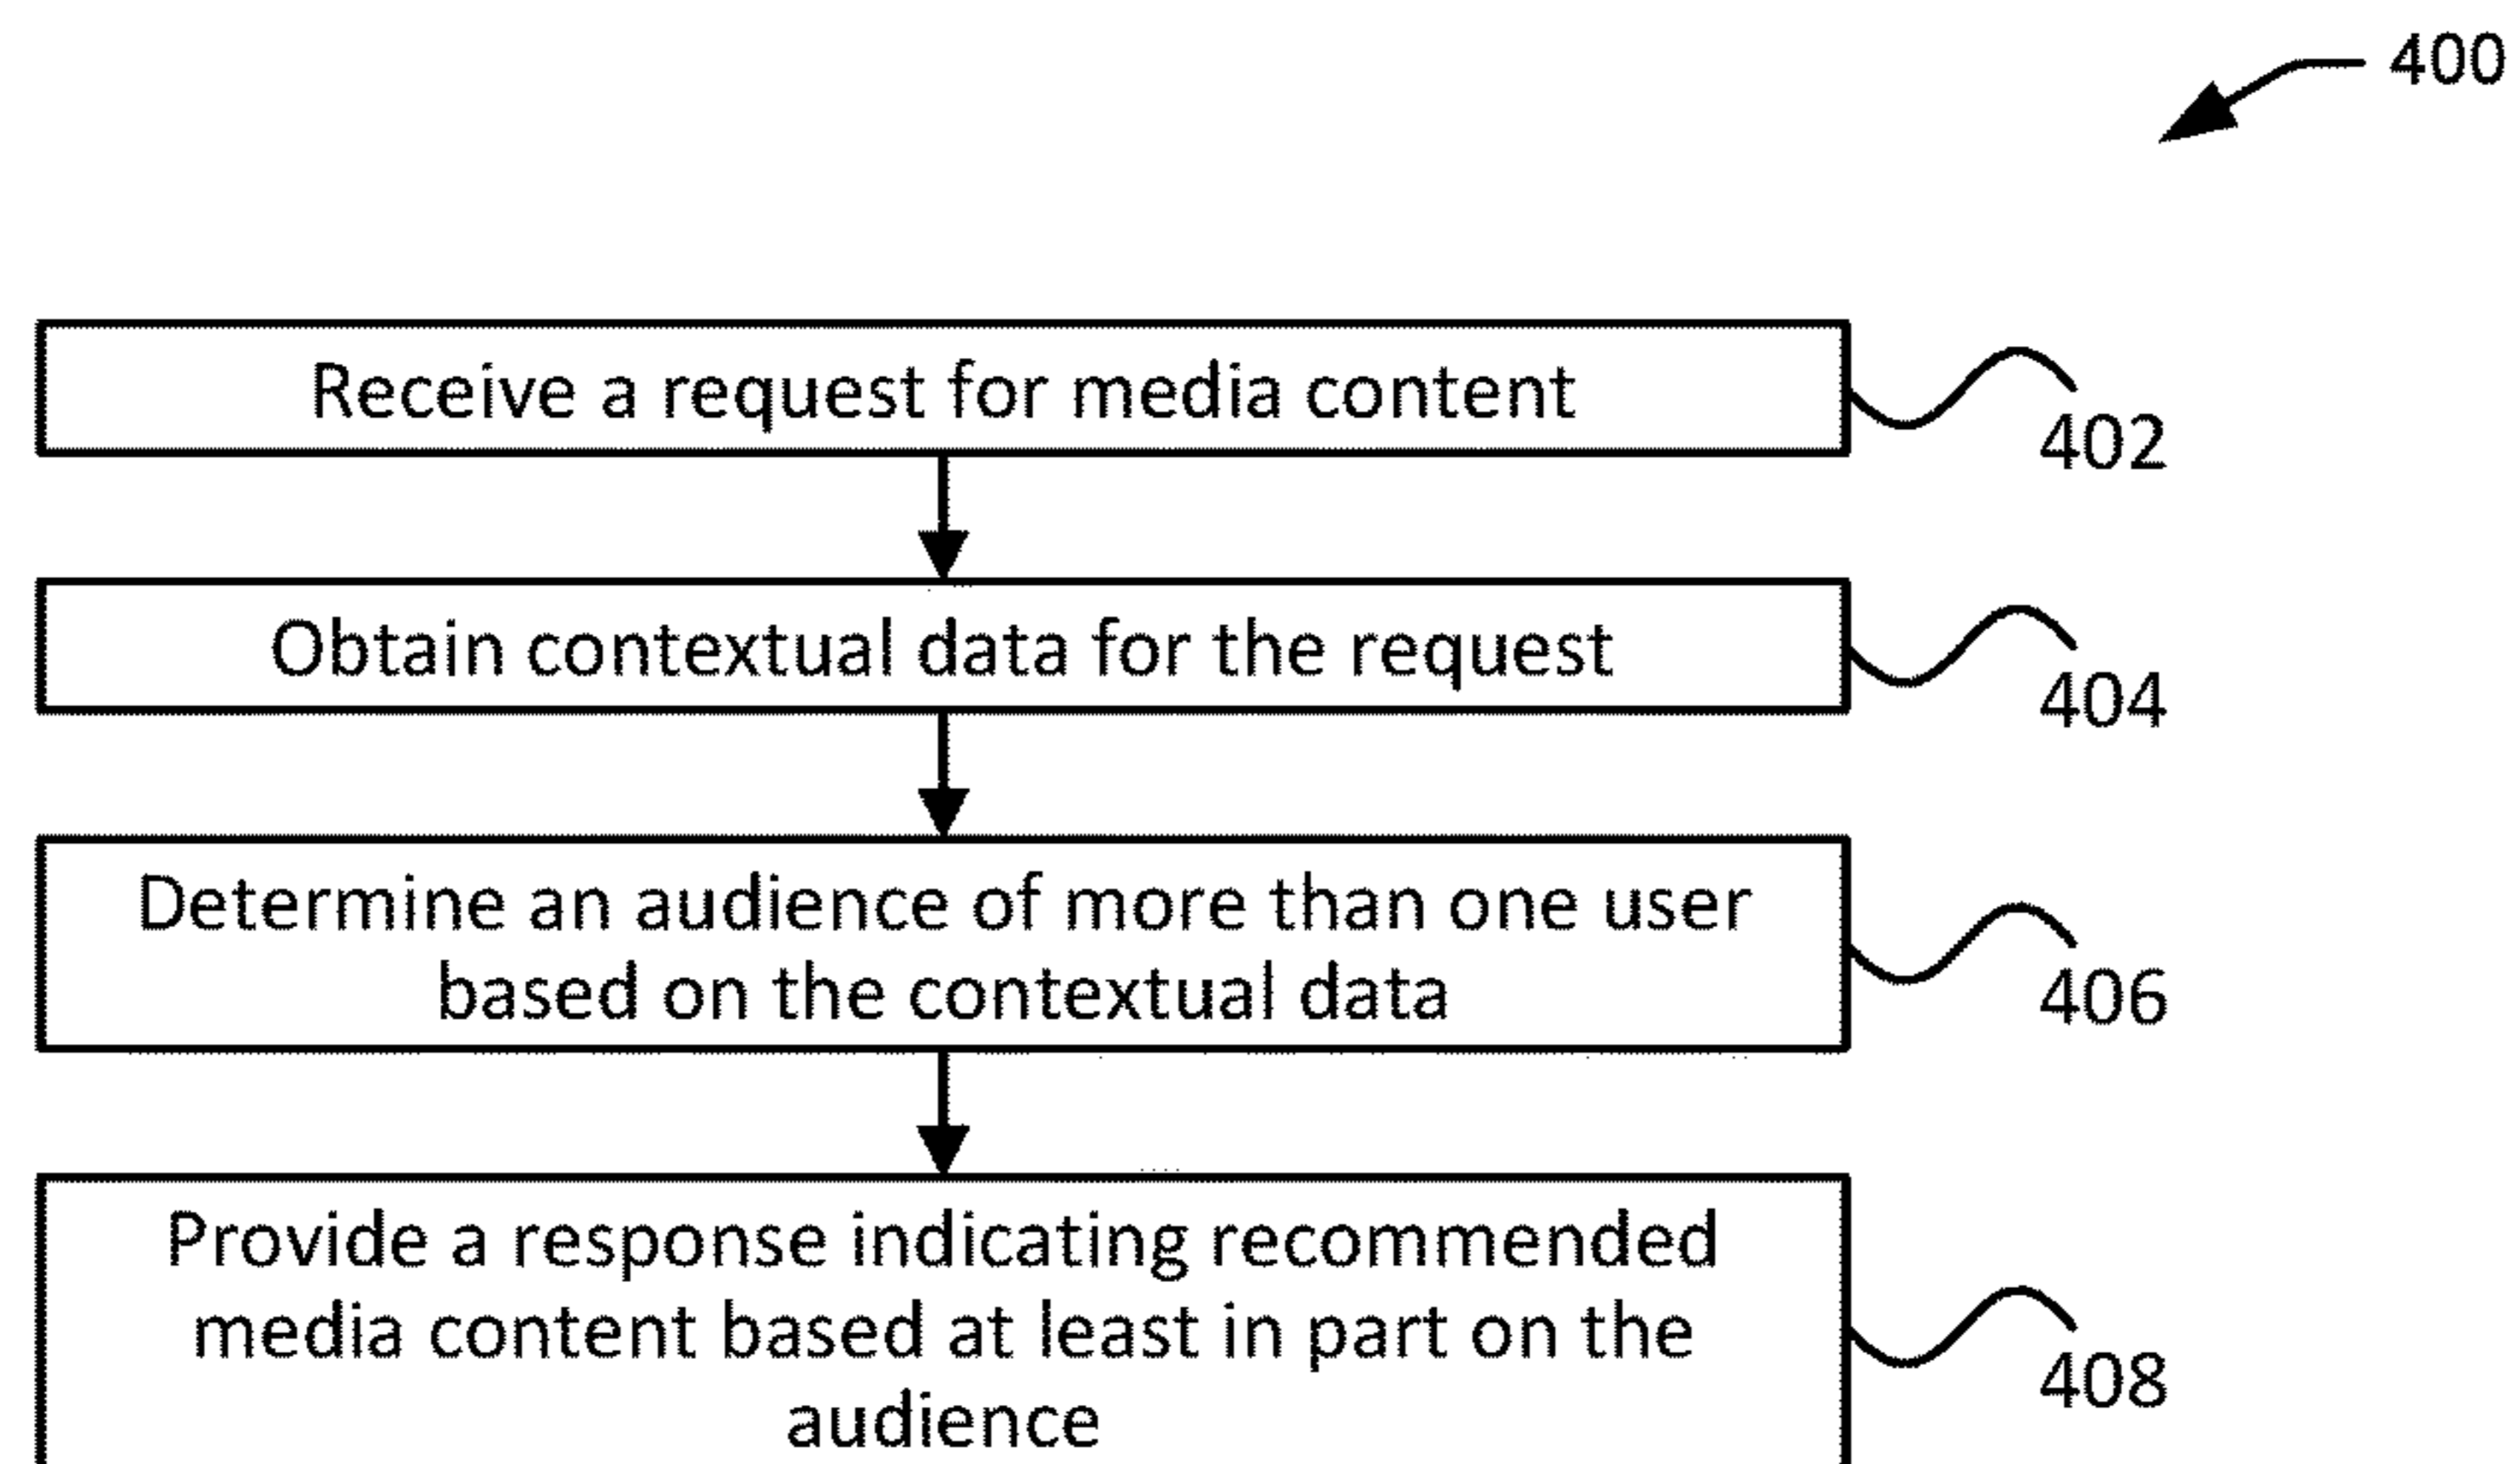 400
Receive a request for media content
402
Obtain contextual data for the request
404
Determine an audience of more than one user
based on the contextual data
406
Provide a response indicating recommended
media content based at least in part on the
audience
408